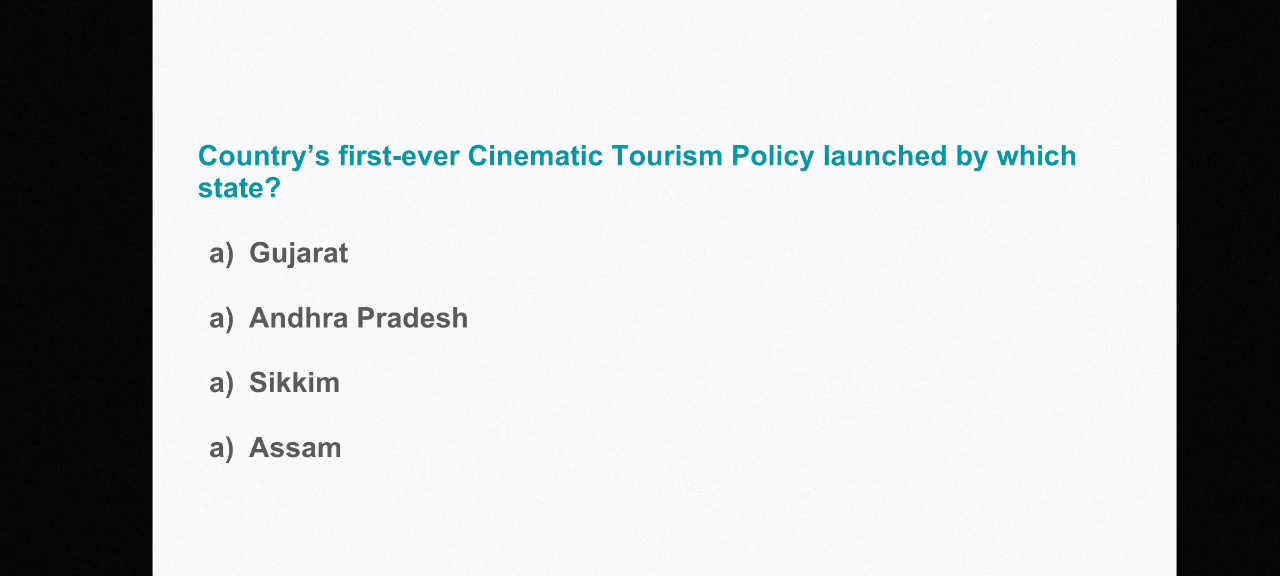 Country’s first-ever Cinematic Tourism Policy launched by which
state?
a) Gujarat
a) Andhra Pradesh
a) Sikkim
a) Assam